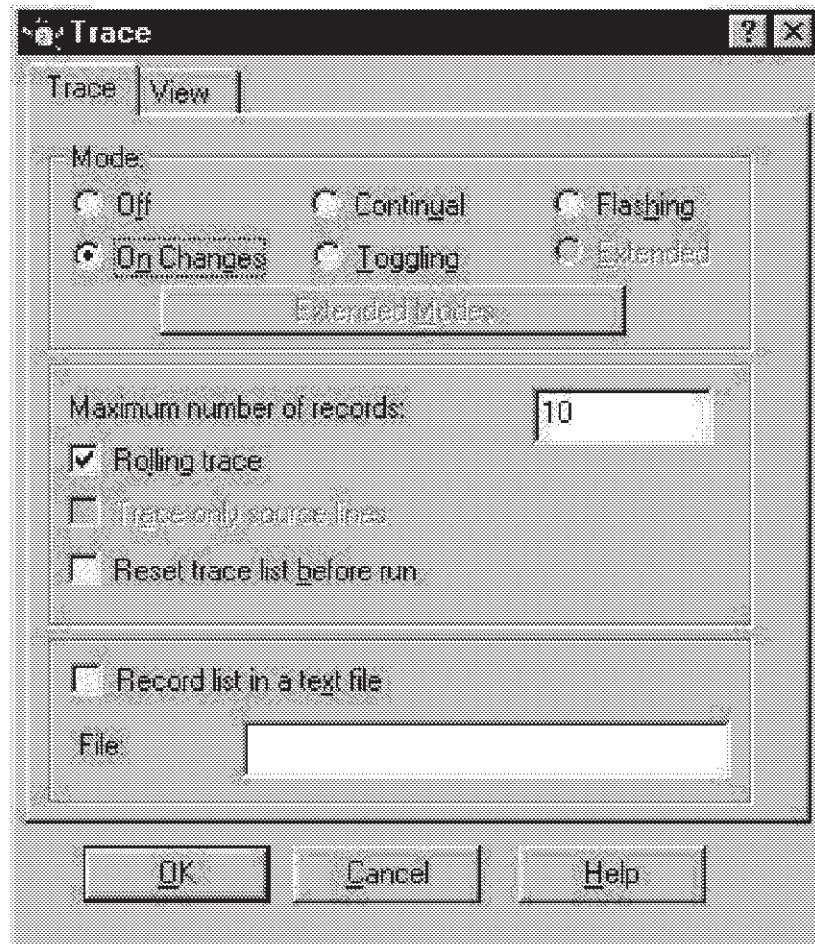 Trace ? X
Trace View
Mode:
Off Continual Flashing
On Changes Toggling Extended
Extended Modes
Maximum number of records: 10
Rolling trace
Trace only source lines
Reset trace list before run
Record list in a text file
File:
OK Cancel Help